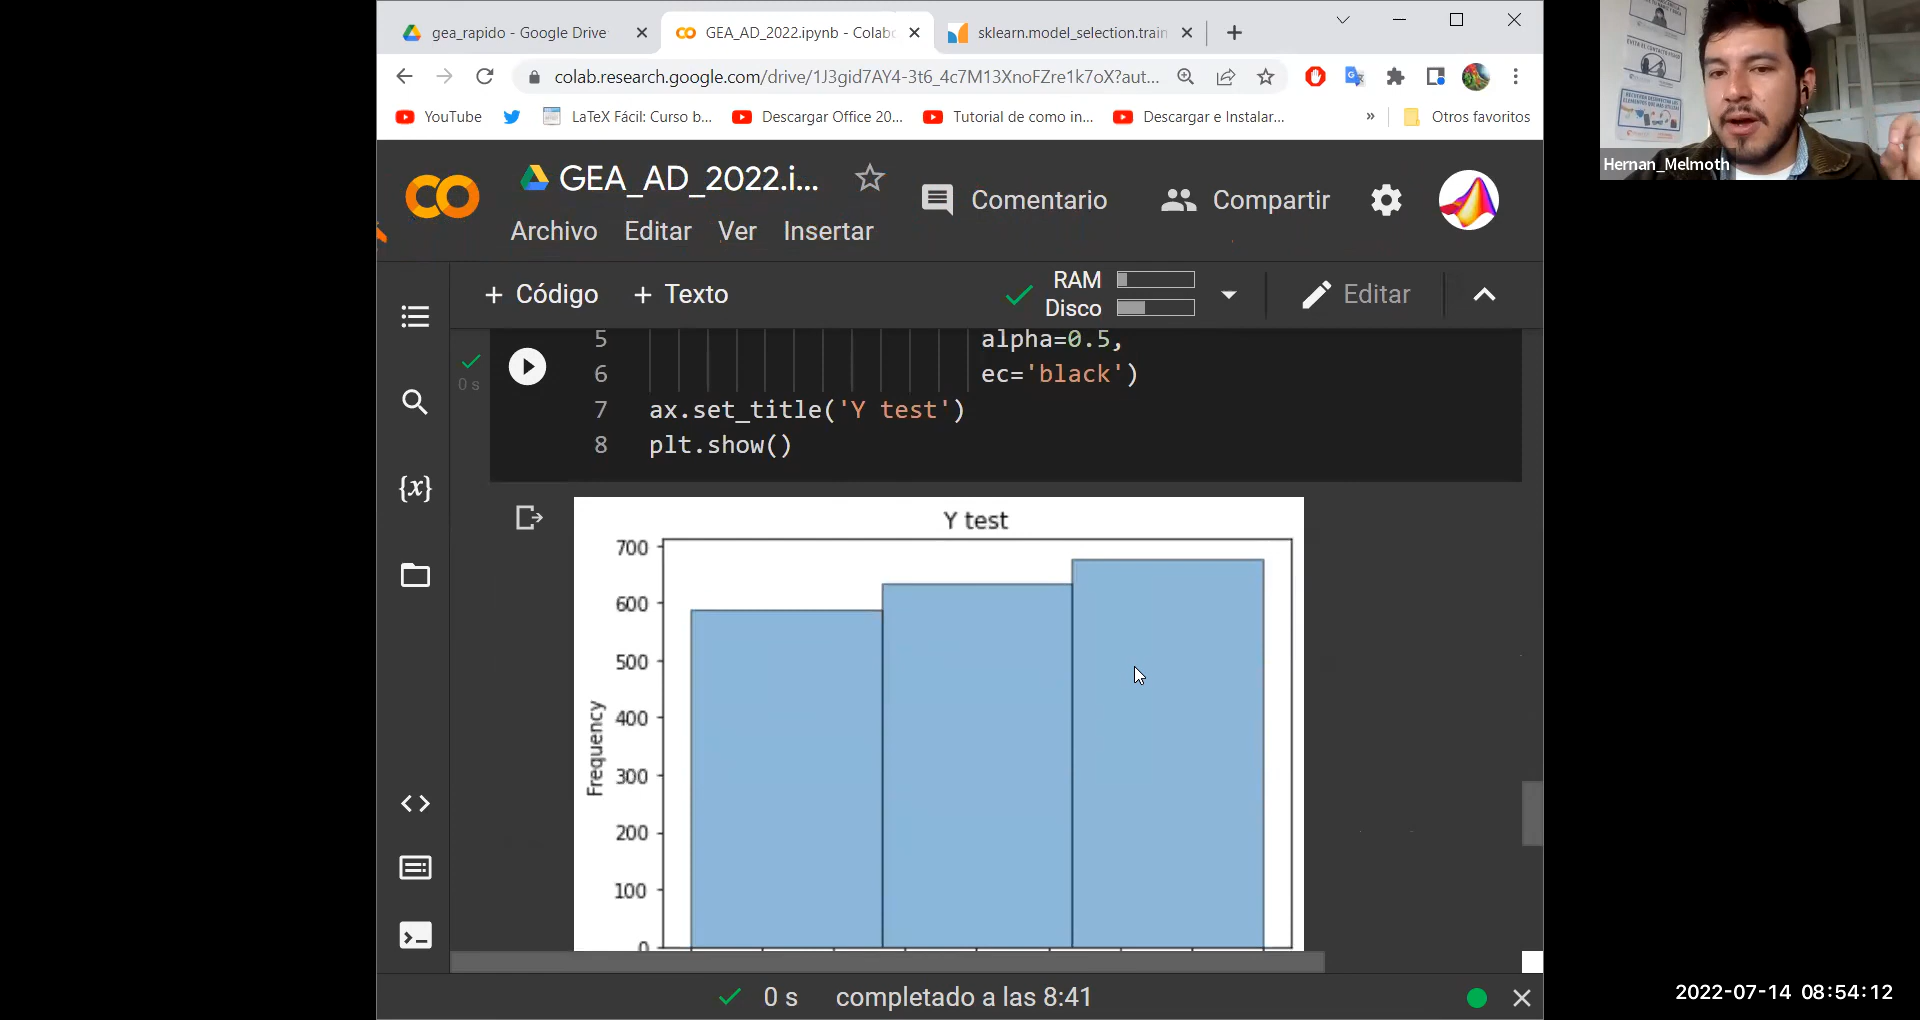 gea_rapido - Google Drive
GEA_AD_2022.ipynb - Colab
sklearn.model_selection.train
colab.research.google.com/drive/1J3gid7AY4-3t6_4c7M13XnoFZre1k7oX?aut...
YouTube
LaTeX Fácil: Curso b...
Descargar Office 20...
Tutorial de como in...
Descargar e Instalar...
»
Otros favoritos
GEA_AD_2022.i...
Comentario
Compartir
Archivo Editar Ver Insertar
+ Código + Texto
RAM
Disco
Editar
5 alpha=0.5,
0 s
6 ec='black')
7 ax.set_title('Y test')
8 plt.show()
{x}
Y test
700
600
500
400
300
200
100
0
Frequency
0 s completado a las 8:41
Hernan_Melmoth
2022-07-14 08:54:12